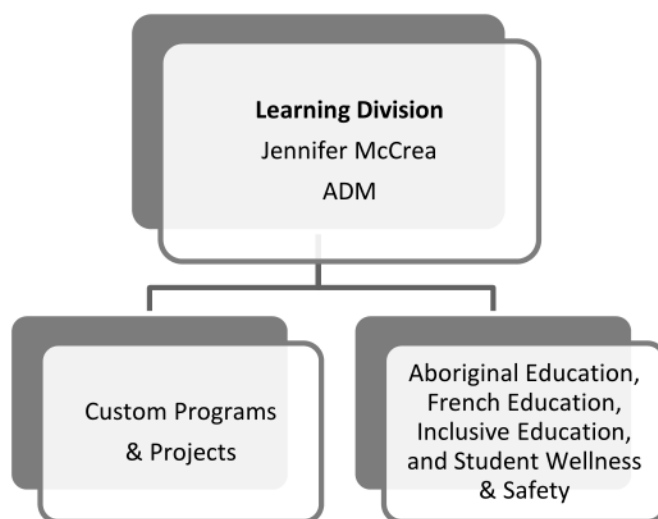 Learning Division
Jennifer McCrea
ADM
Custom Programs
& Projects
Aboriginal Education,
French Education,
Inclusive Education,
and Student Wellness
& Safety